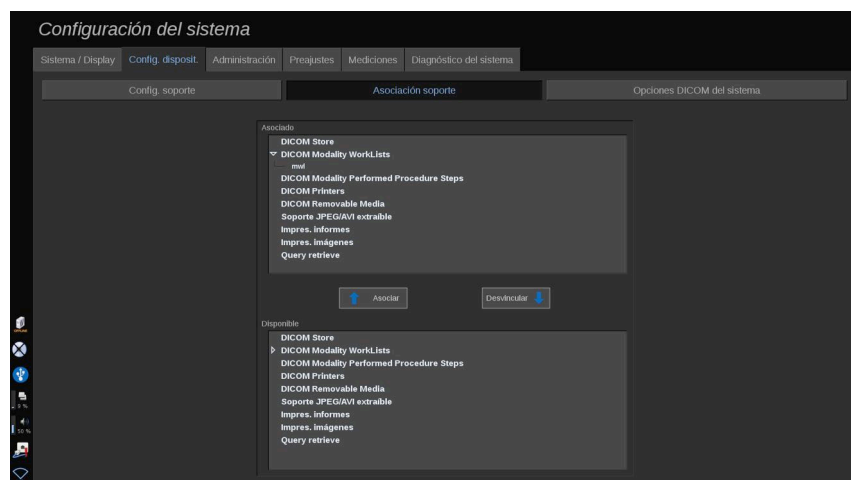 Configuración del sistema
Sistema / Display Config. disposit. Administración Preajustes Mediciones Diagnóstico del sistema
Config. soporte Asociación soporte Opciones DICOM del sistema
Asociado
DICOM Store
DICOM Modality WorkLists
mwl
DICOM Modality Performed Procedure Steps
DICOM Printers
DICOM Removable Media
Soporte JPEG/AVI extraíble
Impres. informes
Impres. imágenes
Query retrieve
Asociar Desvincular
Disponible
DICOM Store
DICOM Modality WorkLists
DICOM Modality Performed Procedure Steps
DICOM Printers
DICOM Removable Media
Soporte JPEG/AVI extraíble
Impres. informes
Impres. imágenes
Query retrieve
50 %